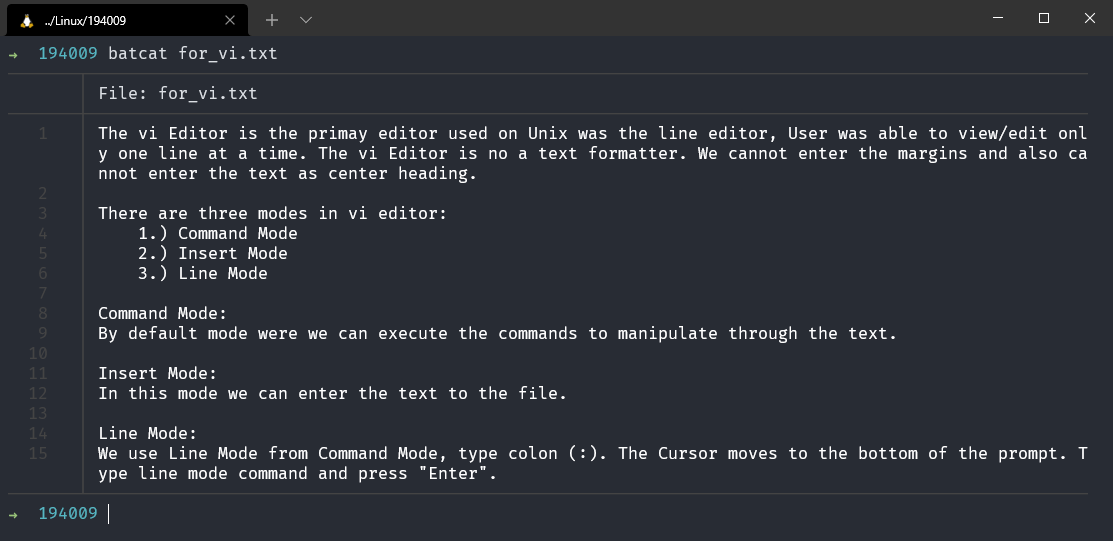 ../Linux/194009
→ 194009 batcat for_vi.txt
File: for_vi.txt
1 The vi Editor is the primay editor used on Unix was the line editor, User was able to view/edit onl
y one line at a time. The vi Editor is no a text formatter. We cannot enter the margins and also ca
nnot enter the text as center heading.
2
3 There are three modes in vi editor:
4 1.) Command Mode
5 2.) Insert Mode
6 3.) Line Mode
7
8 Command Mode:
9 By default mode were we can execute the commands to manipulate through the text.
10
11 Insert Mode:
12 In this mode we can enter the text to the file.
13
14 Line Mode:
15 We use Line Mode from Command Mode, type colon (:). The Cursor moves to the bottom of the prompt. T
ype line mode command and press "Enter".
→ 194009